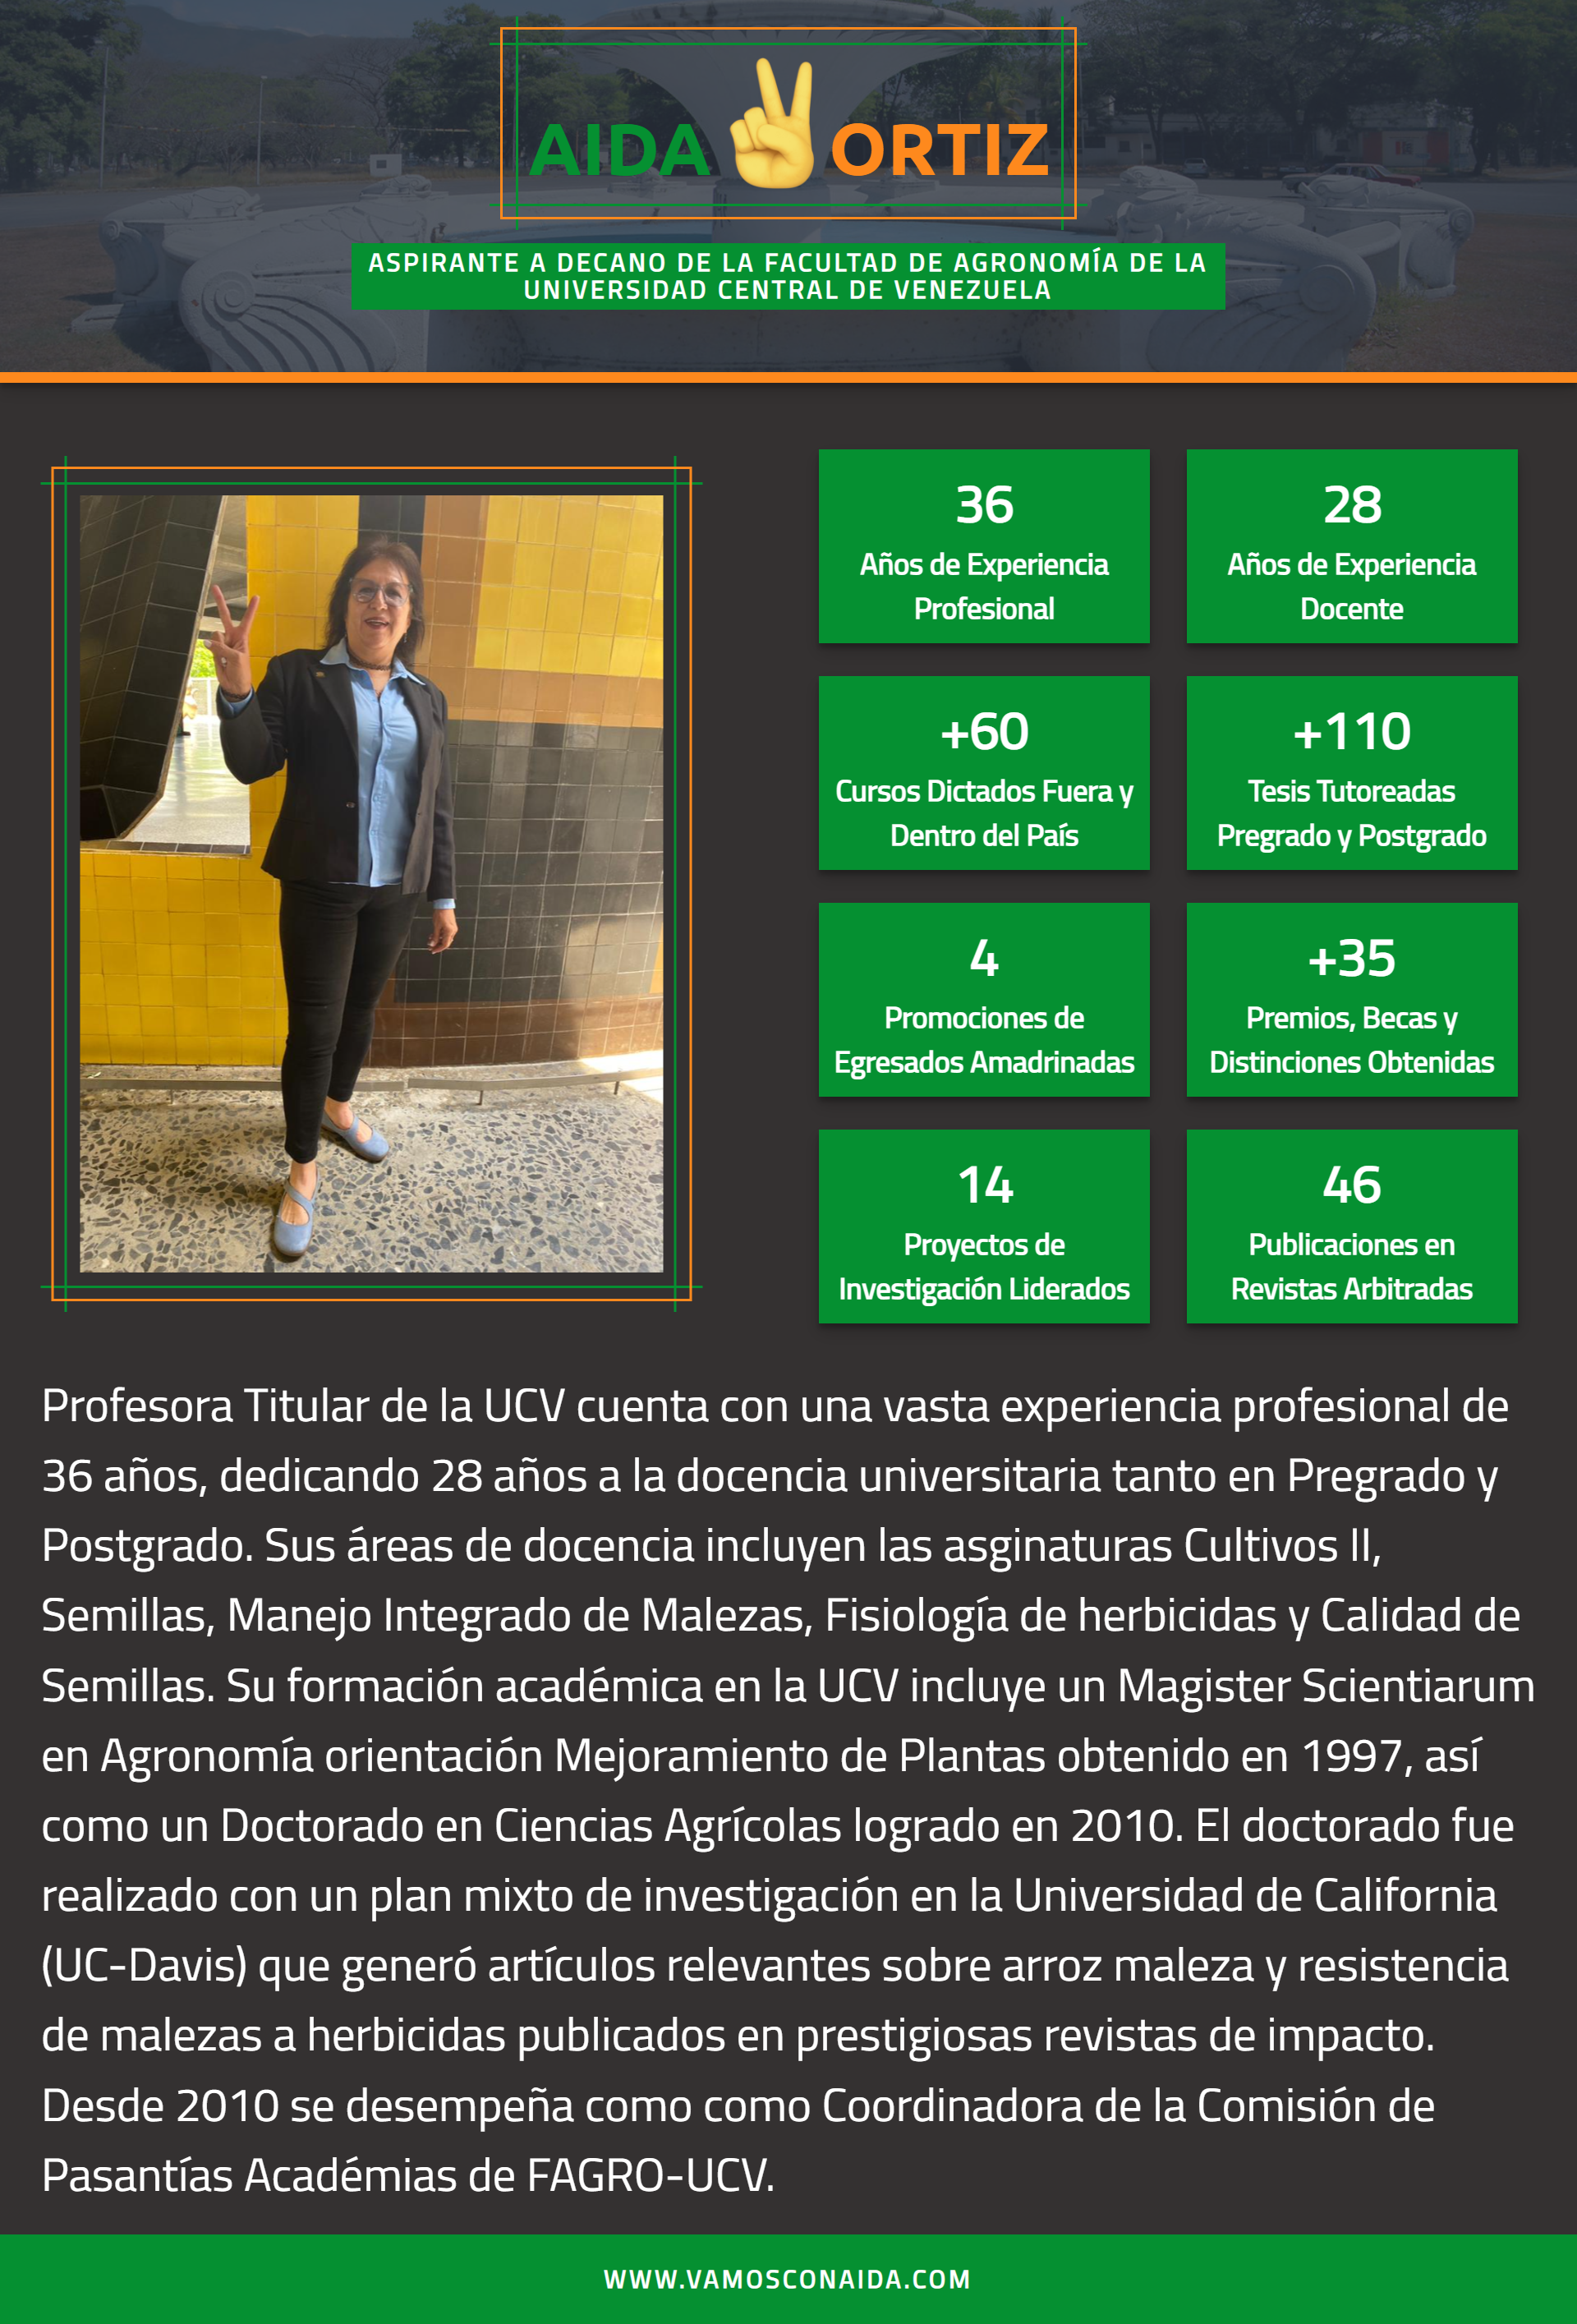 AIDA ORTIZ
ASPIRANTE A DECANO DE LA FACULTAD DE AGRONOMÍA DE LA
UNIVERSIDAD CENTRAL DE VENEZUELA
36
Años de Experiencia
Profesional
28
Años de Experiencia
Docente
+60
Cursos Dictados Fuera y
Dentro del País
+110
Tesis Tutoreadas
Pregrado y Postgrado
4
Promociones de
Egresados Amadrinadas
+35
Premios, Becas y
Distinciones Obtenidas
14
Proyectos de
Investigación Liderados
46
Publicaciones en
Revistas Arbitradas
Profesora Titular de la UCV cuenta con una vasta experiencia profesional de
36 años, dedicando 28 años a la docencia universitaria tanto en Pregrado y
Postgrado. Sus áreas de docencia incluyen las asginaturas Cultivos II,
Semillas, Manejo Integrado de Malezas, Fisiología de herbicidas y Calidad de
Semillas. Su formación académica en la UCV incluye un Magister Scientiarum
en Agronomía orientación Mejoramiento de Plantas obtenido en 1997, así
como un Doctorado en Ciencias Agrícolas logrado en 2010. El doctorado fue
realizado con un plan mixto de investigación en la Universidad de California
(UC-Davis) que generó artículos relevantes sobre arroz maleza y resistencia
de malezas a herbicidas publicados en prestigiosas revistas de impacto.
Desde 2010 se desempeña como como Coordinadora de la Comisión de
Pasantías Académias de FAGRO-UCV.
WWW.VAMOSCONAIDA.COM